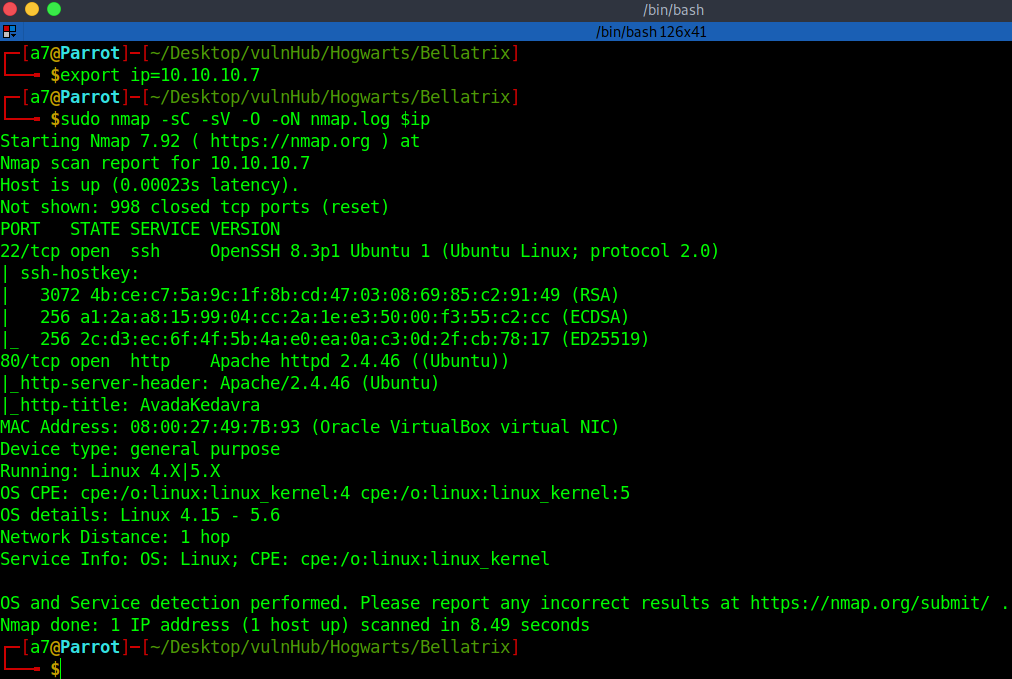 /bin/bash
/bin/bash 126x41
┌─[a7@Parrot]─[~/Desktop/vulnHub/Hogwarts/Bellatrix]
└──╼ $export ip=10.10.10.7
┌─[a7@Parrot]─[~/Desktop/vulnHub/Hogwarts/Bellatrix]
└──╼ $sudo nmap -sC -sV -O -oN nmap.log $ip
Starting Nmap 7.92 ( https://nmap.org ) at
Nmap scan report for 10.10.10.7
Host is up (0.00023s latency).
Not shown: 998 closed tcp ports (reset)
PORT   STATE SERVICE VERSION
22/tcp open  ssh     OpenSSH 8.3p1 Ubuntu 1 (Ubuntu Linux; protocol 2.0)
| ssh-hostkey:
|   3072 4b:ce:c7:5a:9c:1f:8b:cd:47:03:08:69:85:c2:91:49 (RSA)
|   256 a1:2a:a8:15:99:04:cc:2a:1e:e3:50:00:f3:55:c2:cc (ECDSA)
|_  256 2c:d3:ec:6f:4f:5b:4a:e0:ea:0a:c3:0d:2f:cb:78:17 (ED25519)
80/tcp open  http    Apache httpd 2.4.46 ((Ubuntu))
|_http-server-header: Apache/2.4.46 (Ubuntu)
|_http-title: AvadaKedavra
MAC Address: 08:00:27:49:7B:93 (Oracle VirtualBox virtual NIC)
Device type: general purpose
Running: Linux 4.X|5.X
OS CPE: cpe:/o:linux:linux_kernel:4 cpe:/o:linux:linux_kernel:5
OS details: Linux 4.15 - 5.6
Network Distance: 1 hop
Service Info: OS: Linux; CPE: cpe:/o:linux:linux_kernel
OS and Service detection performed. Please report any incorrect results at https://nmap.org/submit/ .
Nmap done: 1 IP address (1 host up) scanned in 8.49 seconds
┌─[a7@Parrot]─[~/Desktop/vulnHub/Hogwarts/Bellatrix]
└──╼ $